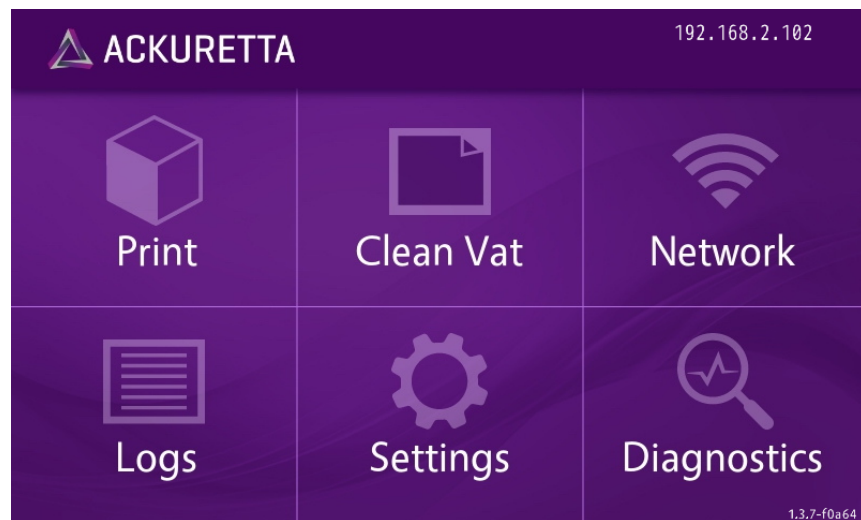 ACKURETTA
192.168.2.102
Print
Clean Vat
Network
Logs
Settings
Diagnostics
1.3.7-f0a64